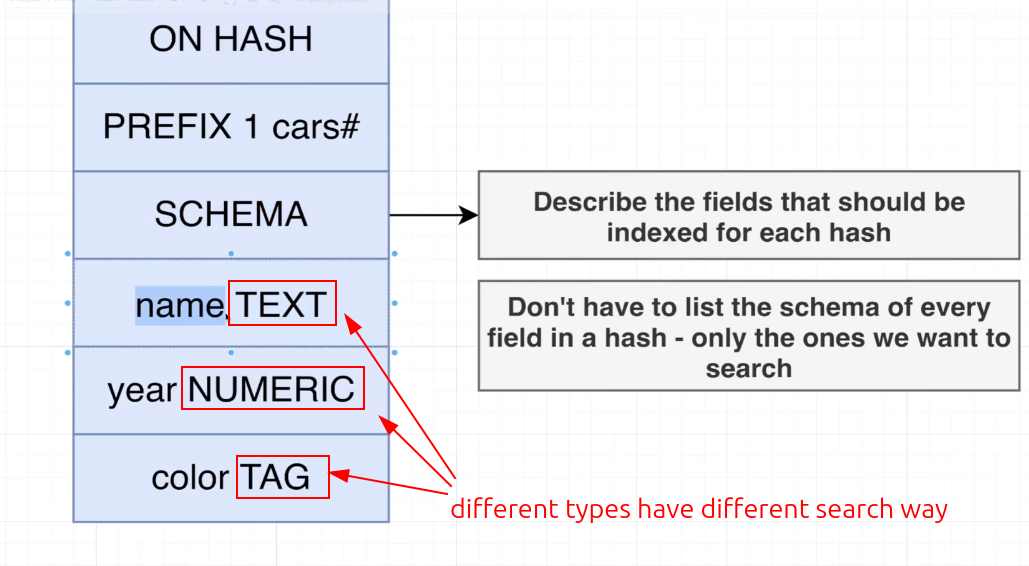 ON HASH
PREFIX 1 cars#
SCHEMA
Describe the fields that should be
indexed for each hash
name, TEXT
Don't have to list the schema of every
field in a hash - only the ones we want to
search
year NUMERIC
color TAG
different types have different search way